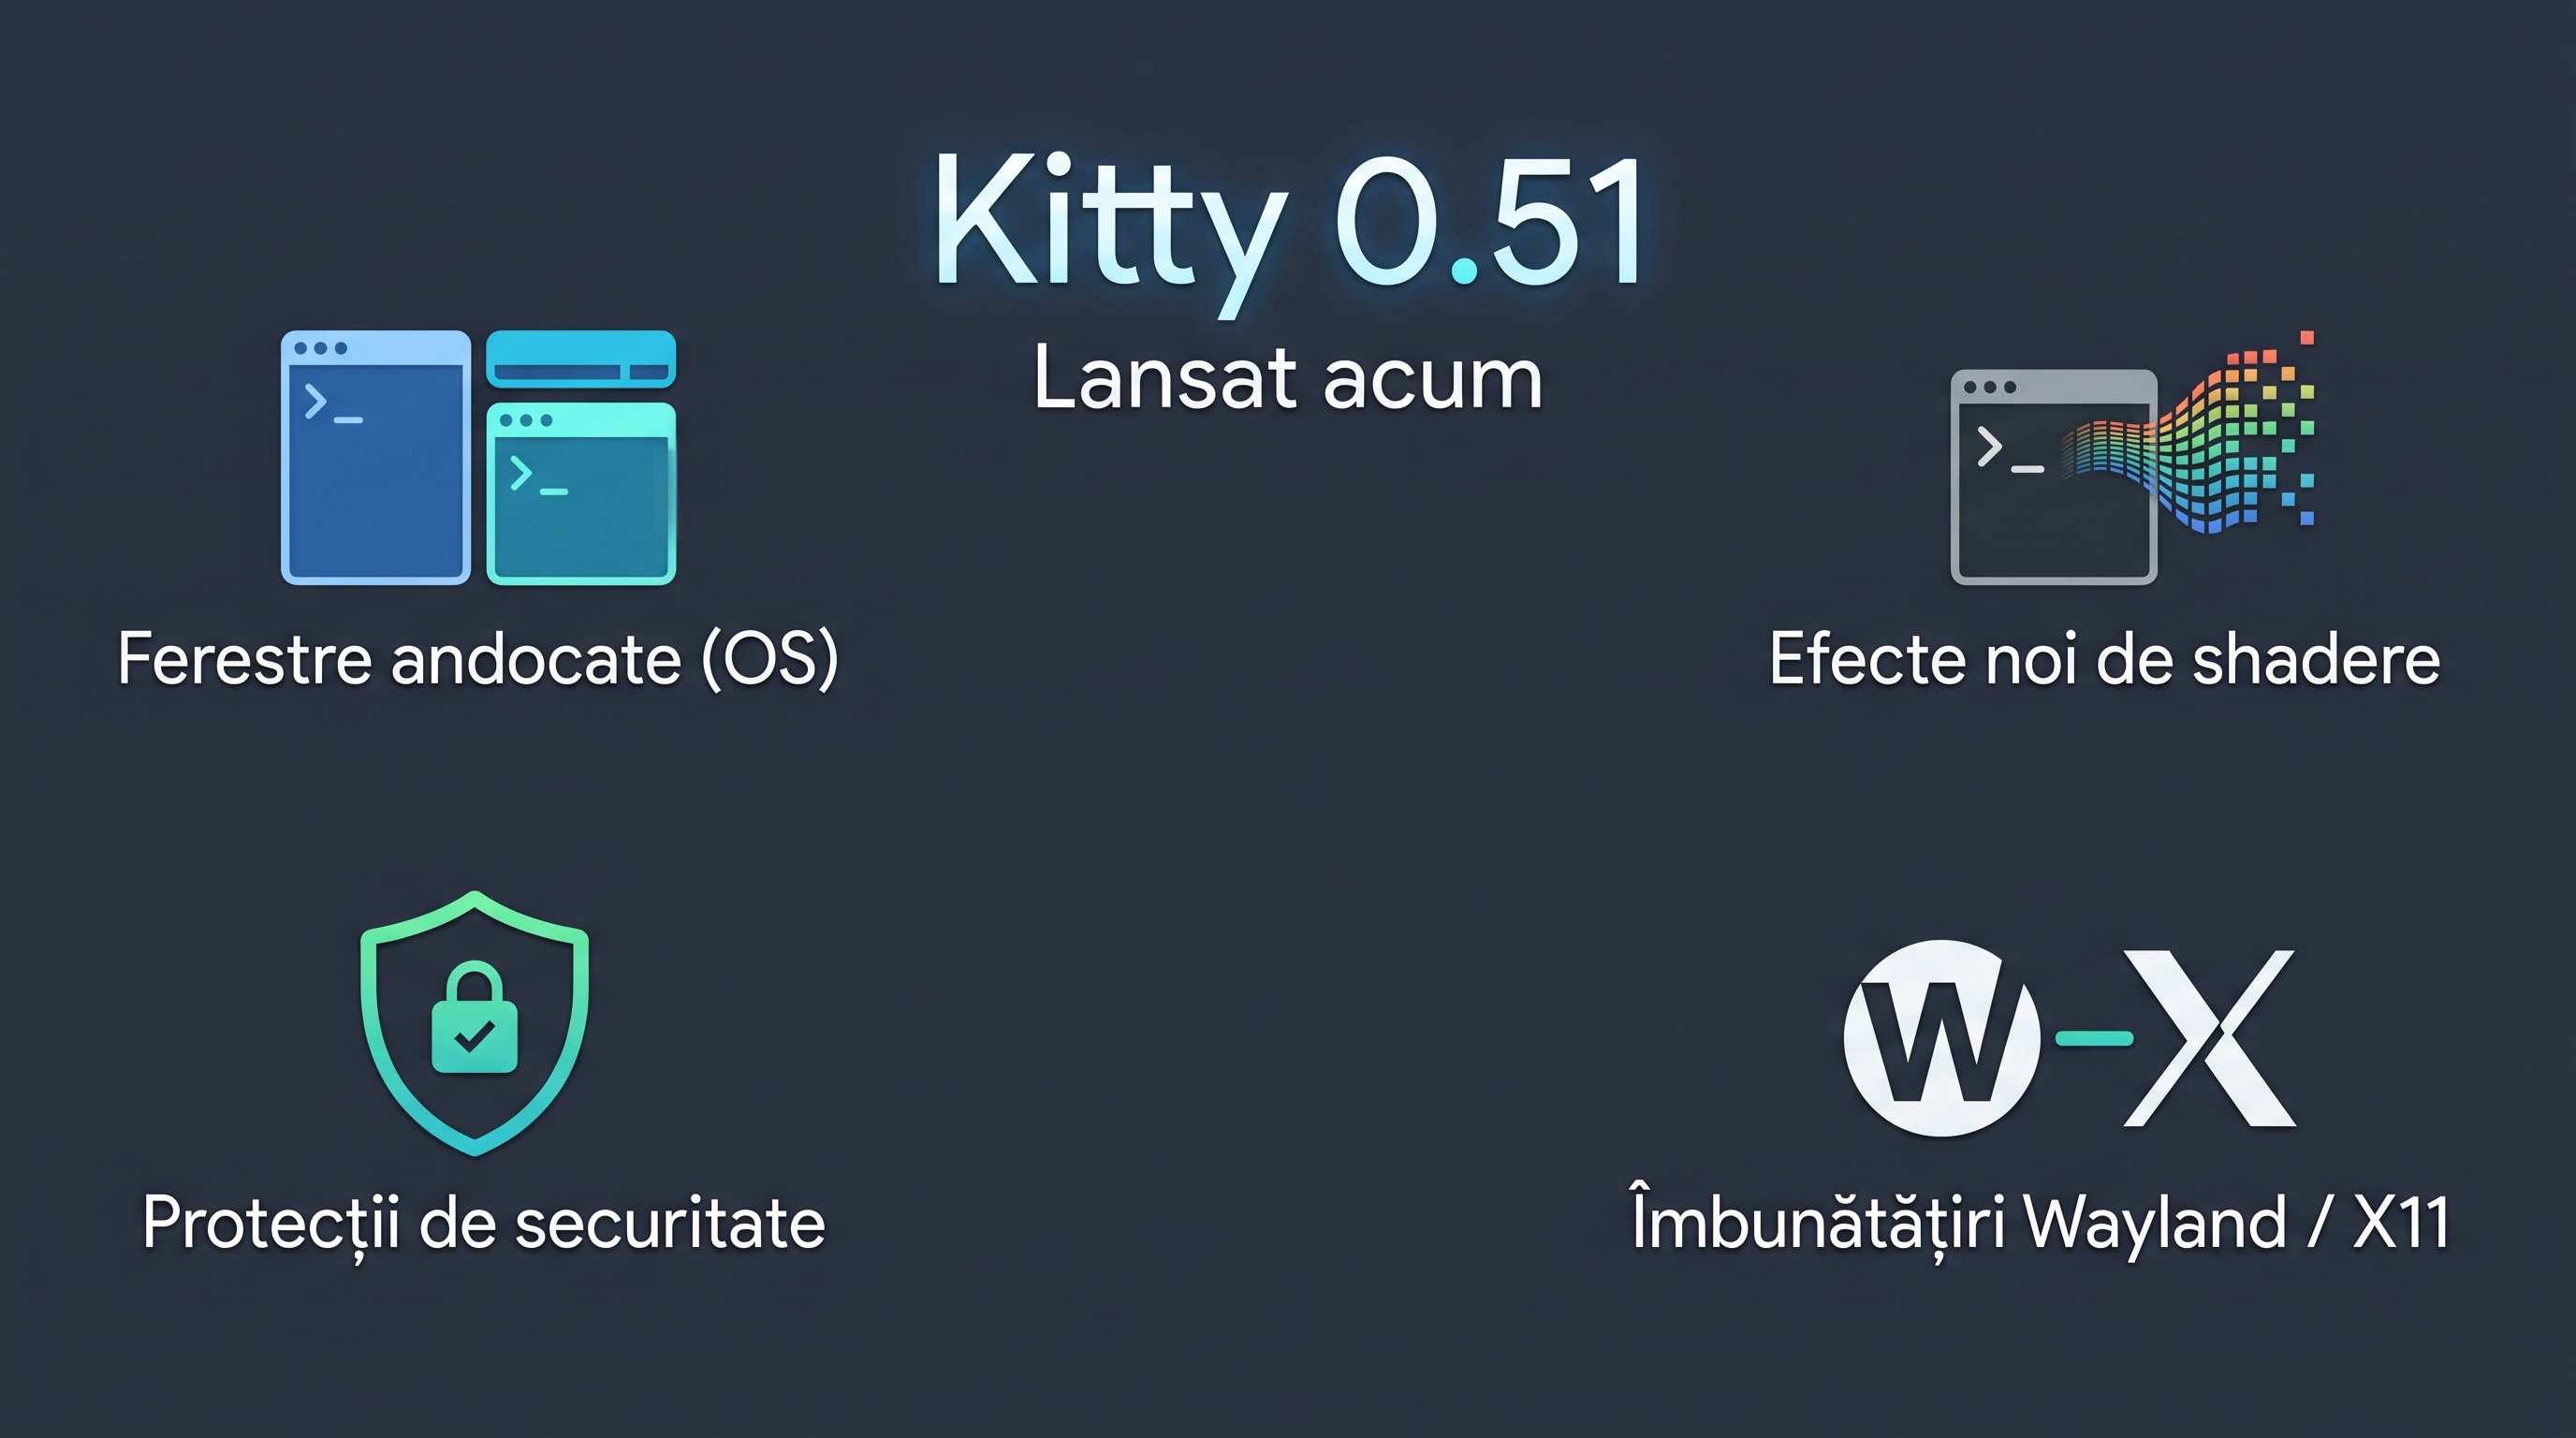 Kitty 0.51
Lansat acum
>_
>_
>_
Ferestre andocate (OS)
Efecte noi de shadere
W-X
Protecții de securitate
Îmbunătățiri Wayland / X11